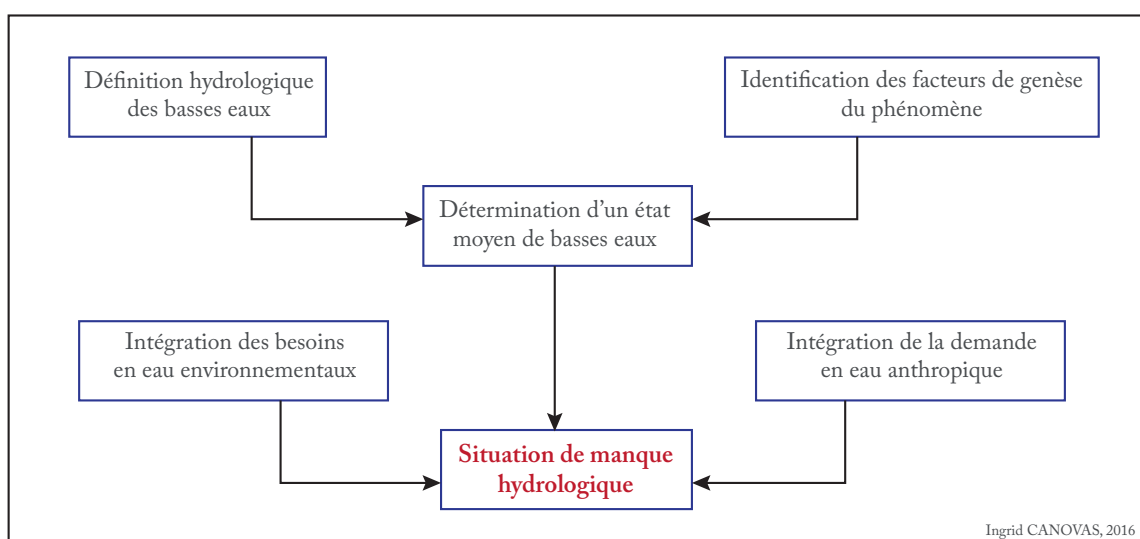 Définition hydrologique
des basses eaux
Identification des facteurs de genèse
du phénomène
Détermination d'un état
moyen de basses eaux
Intégration des besoins
en eau environnementaux
Intégration de la demande
en eau anthropique
Situation de manque
hydrologique
Ingrid CANOVAS, 2016